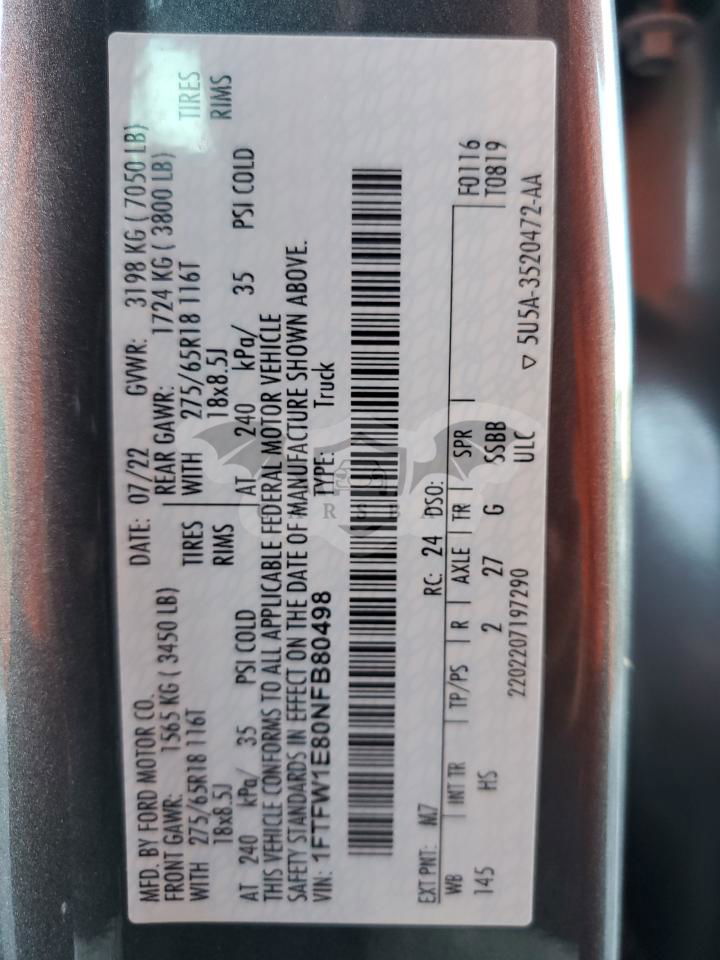 MFD. BY FORD MOTOR CO. DATE: 07/22 GVWR: 3198 KG ( 7050 LB)
FRONT GAWR: 1565 KG ( 3450 LB) REAR GAWR: 1724 KG ( 3800 LB)
WITH 275/65R18 116T TIRES WITH 275/65R18 116T TIRES
18x8.5J RIMS 18x8.5J RIMS
AT 240 kPa/ 35 PSI COLD AT 240 kPa/ 35 PSI COLD
THIS VEHICLE CONFORMS TO ALL APPLICABLE FEDERAL MOTOR VEHICLE
SAFETY STANDARDS IN EFFECT ON THE DATE OF MANUFACTURE SHOWN ABOVE.
VIN: 1FTFW1E80NFB80498 TYPE: Truck
EXT PNT: M7 RC: 24 DSO: F0116
WB INT TR TP/PS R AXLE TR SPR T0819
145 HS 2 27 G SSBB
2202207197290 ULC ▽ 5U5A-3520472-AA